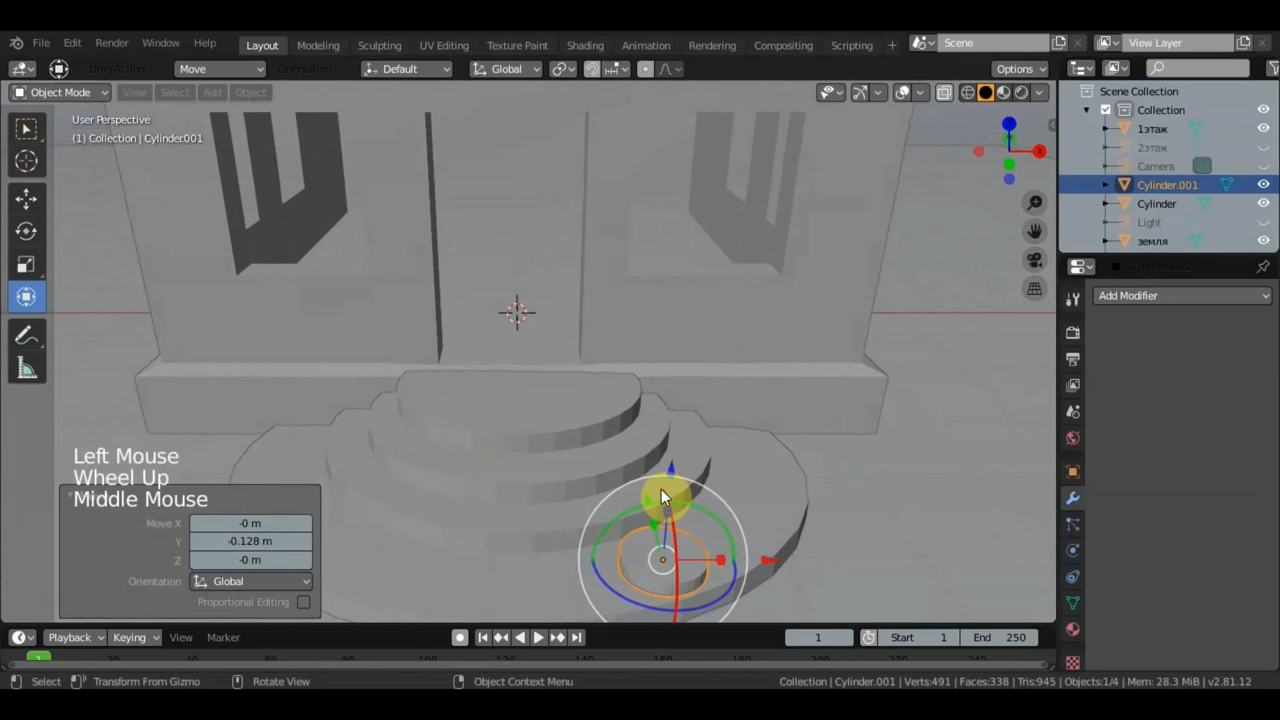 File Edit Render Window Help Layout Modeling Sculpting UV Editing Texture Paint Shading Animation Rendering Compositing Scripting + Scene View Layer
Drag Action Move Orientation Default Global Options
Object Mode View Select Add Object
User Perspective
(1) Collection | Cylinder.001
X
Scene Collection
Collection
1этаж
2этаж
Camera
Cylinder.001
Cylinder
Light
земля
Add Modifier
Left Mouse
Wheel Up
Middle Mouse
Move X -0 m
Y -0.128 m
Z -0 m
Orientation Global
Proportional Editing
Playback Keying View Marker 1 Start 1 End 250
1
Select Transform From Gizmo Rotate View Object Context Menu Collection | Cylinder.001 | Verts:491 | Faces:338 | Tris:945 | Objects:1/4 | Mem: 28.3 MiB | v2.81.12